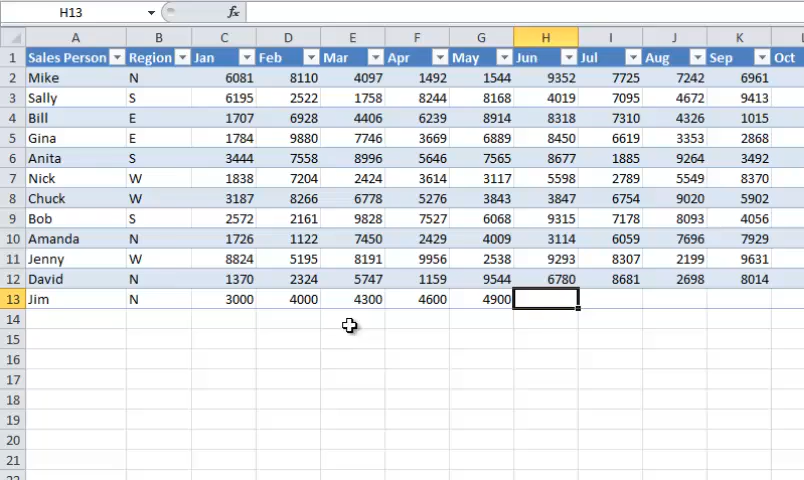 H13 fx
A B C D E F G H I J K L
1 Sales Person Region Jan Feb Mar Apr May Jun Jul Aug Sep Oct
2 Mike N 6081 8110 4097 1492 1544 9352 7725 7242 6961
3 Sally S 6195 2522 1758 8244 8168 4019 7095 4672 9413
4 Bill E 1707 6928 4406 6239 8914 8318 7310 4326 1015
5 Gina E 1784 9880 7746 3669 6889 8450 6619 3353 2868
6 Anita S 3444 7558 8996 5646 7565 8677 1885 9264 3492
7 Nick W 1838 7204 2424 3614 3117 5598 2789 5549 8370
8 Chuck W 3187 8266 6778 5276 3843 3847 6754 9020 5902
9 Bob S 2572 2161 9828 7527 6068 9315 7178 8093 4056
10 Amanda N 1726 1122 7450 2429 4009 3114 6059 7696 7929
11 Jenny W 8824 5195 8191 9956 2538 9293 8307 2199 9631
12 David N 1370 2324 5747 1159 9544 6780 8681 2698 8014
13 Jim N 3000 4000 4300 4600 4900
14
15
16
17
18
19
20
21